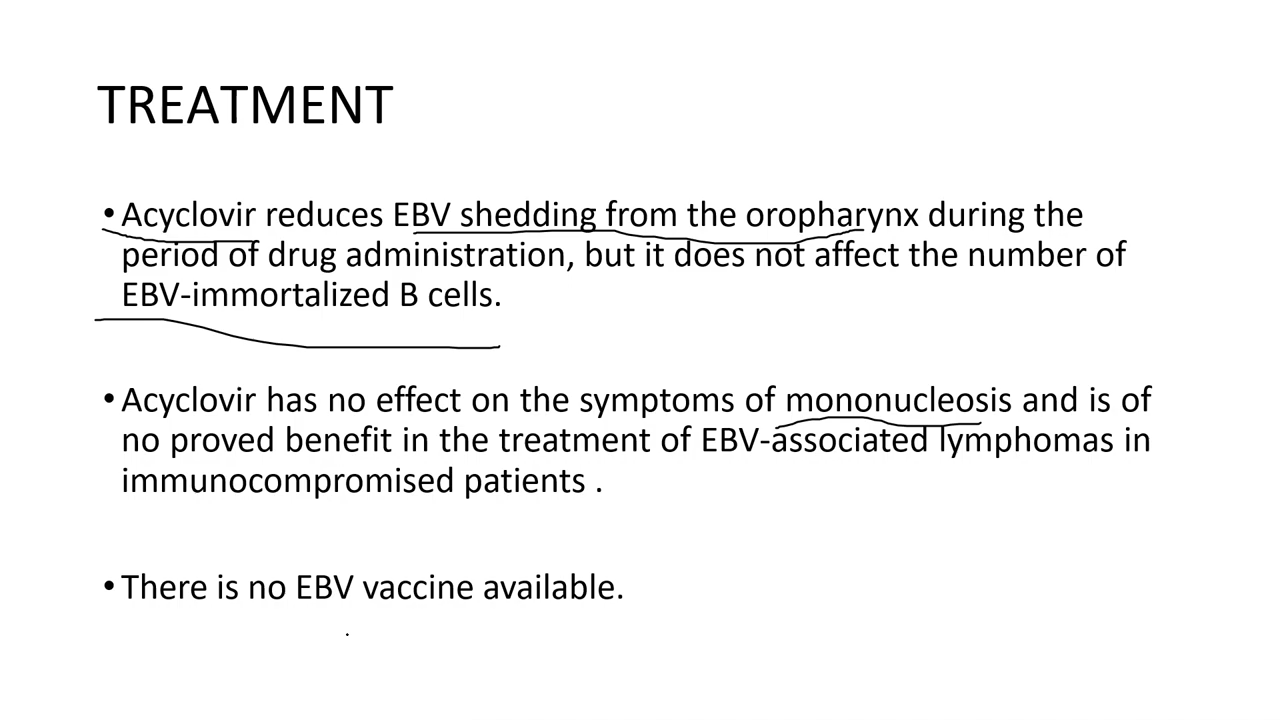 TREATMENT
•Acyclovir reduces EBV shedding from the oropharynx during the
period of drug administration, but it does not affect the number of
EBV-immortalized B cells.
•Acyclovir has no effect on the symptoms of mononucleosis and is of
no proved benefit in the treatment of EBV-associated lymphomas in
immunocompromised patients .
•There is no EBV vaccine available.